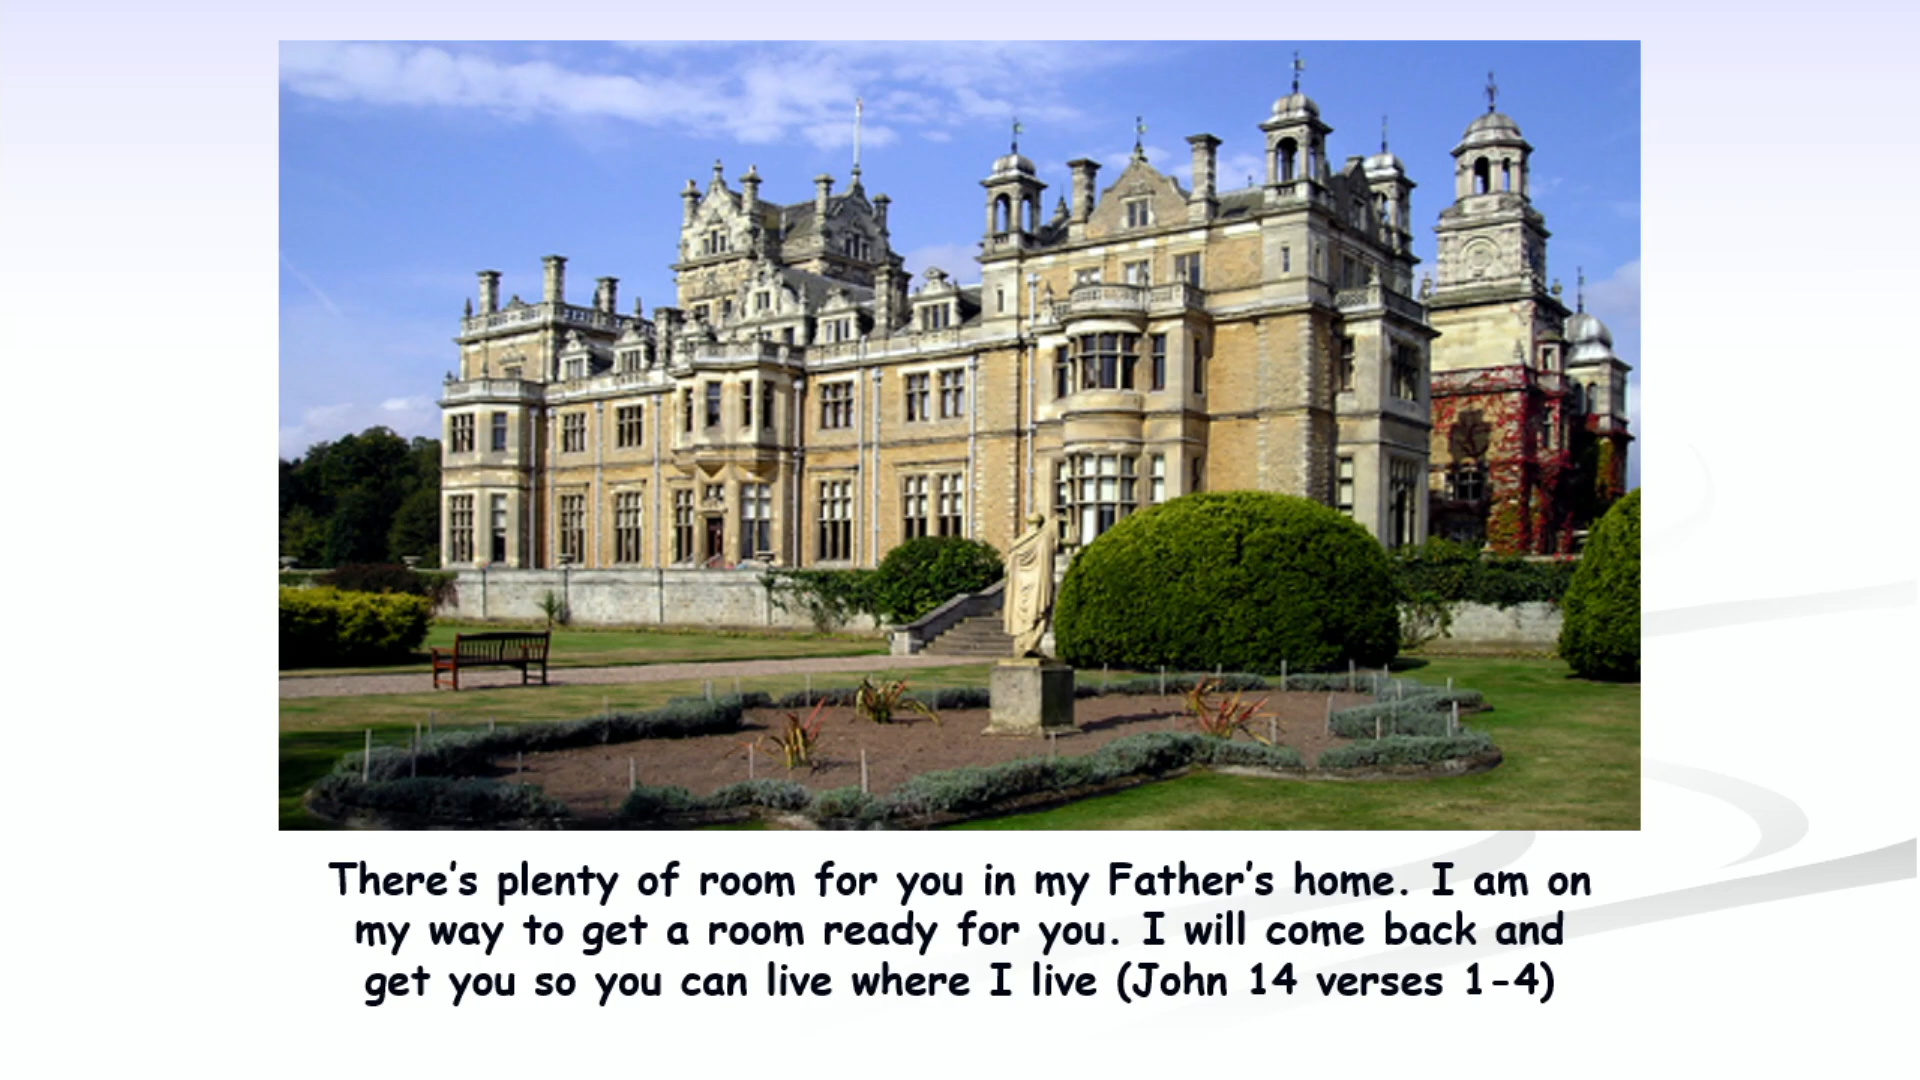 There's plenty of room for you in my Father's home. I am on
my way to get a room ready for you. I will come back and
get you so you can live where I live (John 14 verses 1-4)